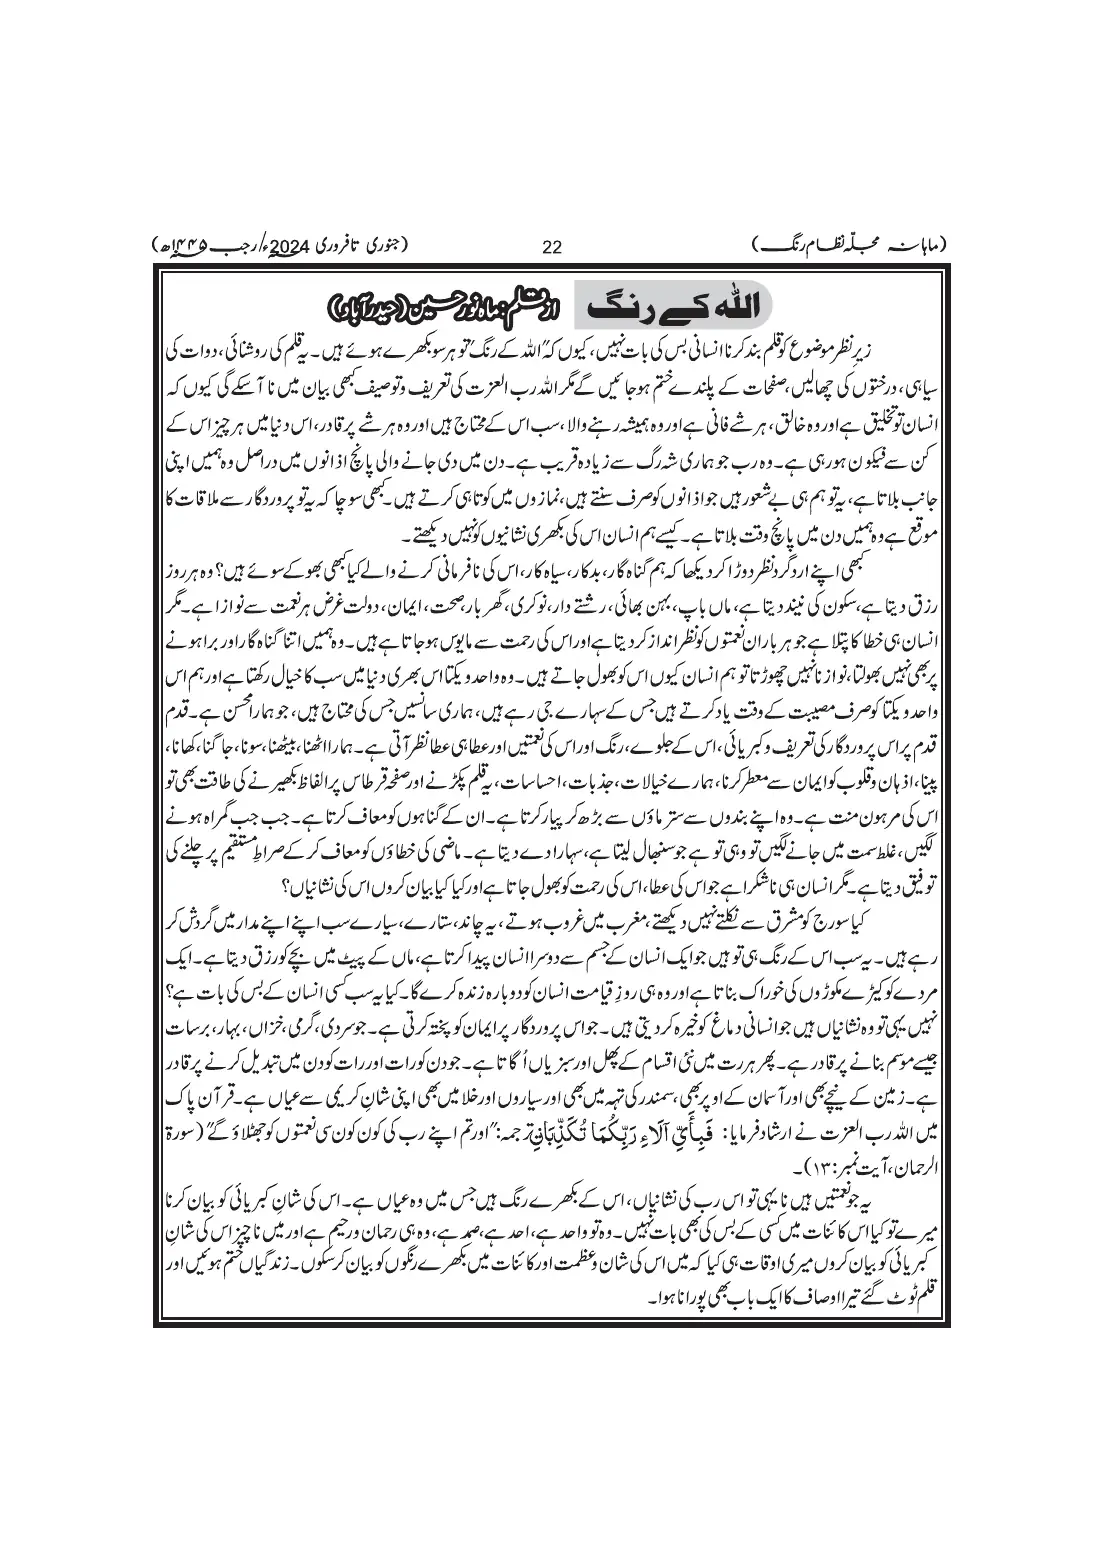 (ماہانہ مجلّہ نظام رنگ) 22 (جنوری تا فروری 2024ء/رجب ۱۴۴۵ھ)
اللہ کے رنگ از قلم: ماہ نور حسین (حیدرآباد)
زیرِ نظر موضوع کو قلم بند کرنا انسانی بس کی بات نہیں، کیوں کہ "اللہ کے رنگ" تو ہر سو بکھرے ہوئے ہیں۔ یہ قلم کی روشنائی، دوات کی
سیاہی، درختوں کی چھالیں، صفحات کے پلندے ختم ہوجائیں گے مگر اللہ رب العزت کی تعریف و توصیف کبھی بیان میں نا آسکے گی کیوں کہ
انسان تو تخلیق ہے اور وہ خالق، ہر شے فانی ہے اور وہ ہمیشہ رہنے والا، سب اس کے محتاج ہیں اور وہ ہر شے پر قادر، اس دنیا میں ہر چیز اس کے
کن سے فیکون ہورہی ہے۔ وہ رب جو ہماری شہ رگ سے زیادہ قریب ہے۔ دن میں دی جانے والی پانچ اذانوں میں دراصل وہ ہمیں اپنی
جانب بلاتا ہے، یہ تو ہم ہی بے شعور ہیں جو اذانوں کو صرف سنتے ہیں، نمازوں میں کوتاہی کرتے ہیں۔ کبھی سوچا کہ یہ تو پروردگار سے ملاقات کا
موقع ہے وہ ہمیں دن میں پانچ وقت بلاتا ہے۔ کیسے ہم انسان اس کی بکھری نشانیوں کو نہیں دیکھتے۔
کبھی اپنے اردگرد نظر دوڑا کر دیکھا کہ ہم گناہ گار، بدکار، سیاہ کار، اس کی نافرمانی کرنے والے کیا کبھی بھوکے سوئے ہیں؟ وہ ہر روز
رزق دیتا ہے، سکون کی نیند دیتا ہے، ماں باپ، بہن بھائی، رشتے دار، نوکری، گھر بار، صحت، ایمان، دولت غرض ہر نعمت سے نوازا ہے۔ مگر
انسان ہی خطا کا پتلا ہے جو ہر بار ان نعمتوں کو نظرانداز کردیتا ہے اور اس کی رحمت سے مایوس ہوجاتا ہے ہیں۔ وہ ہمیں اتنا گناہ گار اور برا ہونے
پر بھی نہیں بھولتا، نوازنا نہیں چھوڑتا تو ہم انسان کیوں اس کو بھول جاتے ہیں۔ وہ واحد و یکتا اس بھری دنیا میں سب کا خیال رکھتا ہے اور ہم اس
واحد و یکتا کو صرف مصیبت کے وقت یاد کرتے ہیں جس کے سہارے جی رہے ہیں، ہماری سانسیں جس کی محتاج ہیں، جو ہمارا محسن ہے۔ قدم
قدم پر اس پروردگار کی تعریف و کبریائی، اس کے جلوے، رنگ اور اس کی نعمتیں اور عطا ہی عطا نظر آتی ہے۔ ہمارا اٹھنا، بیٹھنا، سونا، جاگنا، کھانا،
پینا، اذہان و قلوب کو ایمان سے معطر کرنا، ہمارے خیالات، جذبات، احساسات، یہ قلم پکڑنے اور صفحہ قرطاس پر الفاظ بکھیرنے کی طاقت بھی تو
اس کی مرہون منت ہے۔ وہ اپنے بندوں سے ستر ماؤں سے بڑھ کر پیار کرتا ہے۔ ان کے گناہوں کو معاف کرتا ہے۔ جب جب گمراہ ہونے
لگیں، غلط سمت میں جانے لگیں تو وہی تو ہے جو سنبھال لیتا ہے، سہارا دے دیتا ہے۔ ماضی کی خطاؤں کو معاف کرکے صراطِ مستقیم پر چلنے کی
توفیق دیتا ہے۔ مگر انسان ہی ناشکرا ہے جو اس کی عطا، اس کی رحمت کو بھول جاتا ہے اور کیا کیا بیان کروں اس کی نشانیاں؟
کیا سورج کو مشرق سے نکلتے نہیں دیکھتے، مغرب میں غروب ہوتے، یہ چاند، ستارے، سیارے سب اپنے اپنے مدار میں گردش کر
رہے ہیں۔ یہ سب اس کے رنگ ہی تو ہیں جو ایک انسان کے جسم سے دوسرا انسان پیدا کرتا ہے، ماں کے پیٹ میں بچے کو رزق دیتا ہے۔ ایک
مردے کو کیڑے مکوڑوں کی خوراک بناتا ہے اور وہ ہی روزِ قیامت انسان کو دوبارہ زندہ کرے گا۔ کیا یہ سب کسی انسان کے بس کی بات ہے؟
نہیں یہی تو وہ نشانیاں ہیں جو انسانی دماغ کو خیرہ کردیتی ہیں۔ جو اس پروردگار پر ایمان کو پختہ کرتی ہے۔ جو سردی، گرمی، خزاں، بہار، برسات
جیسے موسم بنانے پر قادر ہے۔ پھر ہر رت میں نئی اقسام کے پھل اور سبزیاں اُگاتا ہے۔ جو دن کو رات اور رات کو دن میں تبدیل کرنے پر قادر
ہے۔ زمین کے نیچے بھی اور آسمان کے اوپر بھی، سمندر کی تہہ میں بھی اور سیاروں اور خلا میں بھی اپنی شانِ کریمی سے عیاں ہے۔ قرآن پاک
میں اللہ رب العزت نے ارشاد فرمایا: فَبِأَيِّ آلَاءِ رَبِّكُمَا تُكَذِّبَانِ ترجمہ: "اور تم اپنے رب کی کون کون سی نعمتوں کو جھٹلاؤ گے" (سورۃ
الرحمان، آیت نمبر: ۱۳)۔
یہ جو نعمتیں ہیں نا یہی تو اس رب کی نشانیاں، اس کے بکھرے رنگ ہیں جس میں وہ عیاں ہے۔ اس کی شانِ کبریائی کو بیان کرنا
میرے تو کیا اس کائنات میں کسی کے بس کی بھی بات نہیں۔ وہ تو واحد ہے، احد ہے، صمد ہے، وہ ہی رحمان و رحیم ہے اور میں ناچیز اس کی شانِ
کبریائی کو بیان کروں میری اوقات ہی کیا کہ میں اس کی شان و عظمت اور کائنات میں بکھرے رنگوں کو بیان کرسکوں۔ زندگیاں ختم ہوئیں اور
قلم ٹوٹ گئے تیرا اوصاف کا ایک باب بھی پورا نا ہوا۔